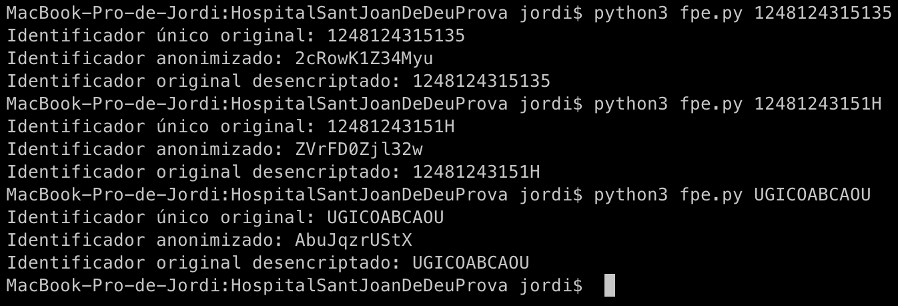 MacBook-Pro-de-Jordi:HospitalSantJoanDeDeuProva jordi$ python3 fpe.py 1248124315135
Identificador único original: 1248124315135
Identificador anonimizado: 2cRowK1Z34Myu
Identificador original desencriptado: 1248124315135
MacBook-Pro-de-Jordi:HospitalSantJoanDeDeuProva jordi$ python3 fpe.py 12481243151H
Identificador único original: 12481243151H
Identificador anonimizado: ZVrFD0Zjl32w
Identificador original desencriptado: 12481243151H
MacBook-Pro-de-Jordi:HospitalSantJoanDeDeuProva jordi$ python3 fpe.py UGICOABCAOU
Identificador único original: UGICOABCAOU
Identificador anonimizado: AbuJqzrUStX
Identificador original desencriptado: UGICOABCAOU
MacBook-Pro-de-Jordi:HospitalSantJoanDeDeuProva jordi$